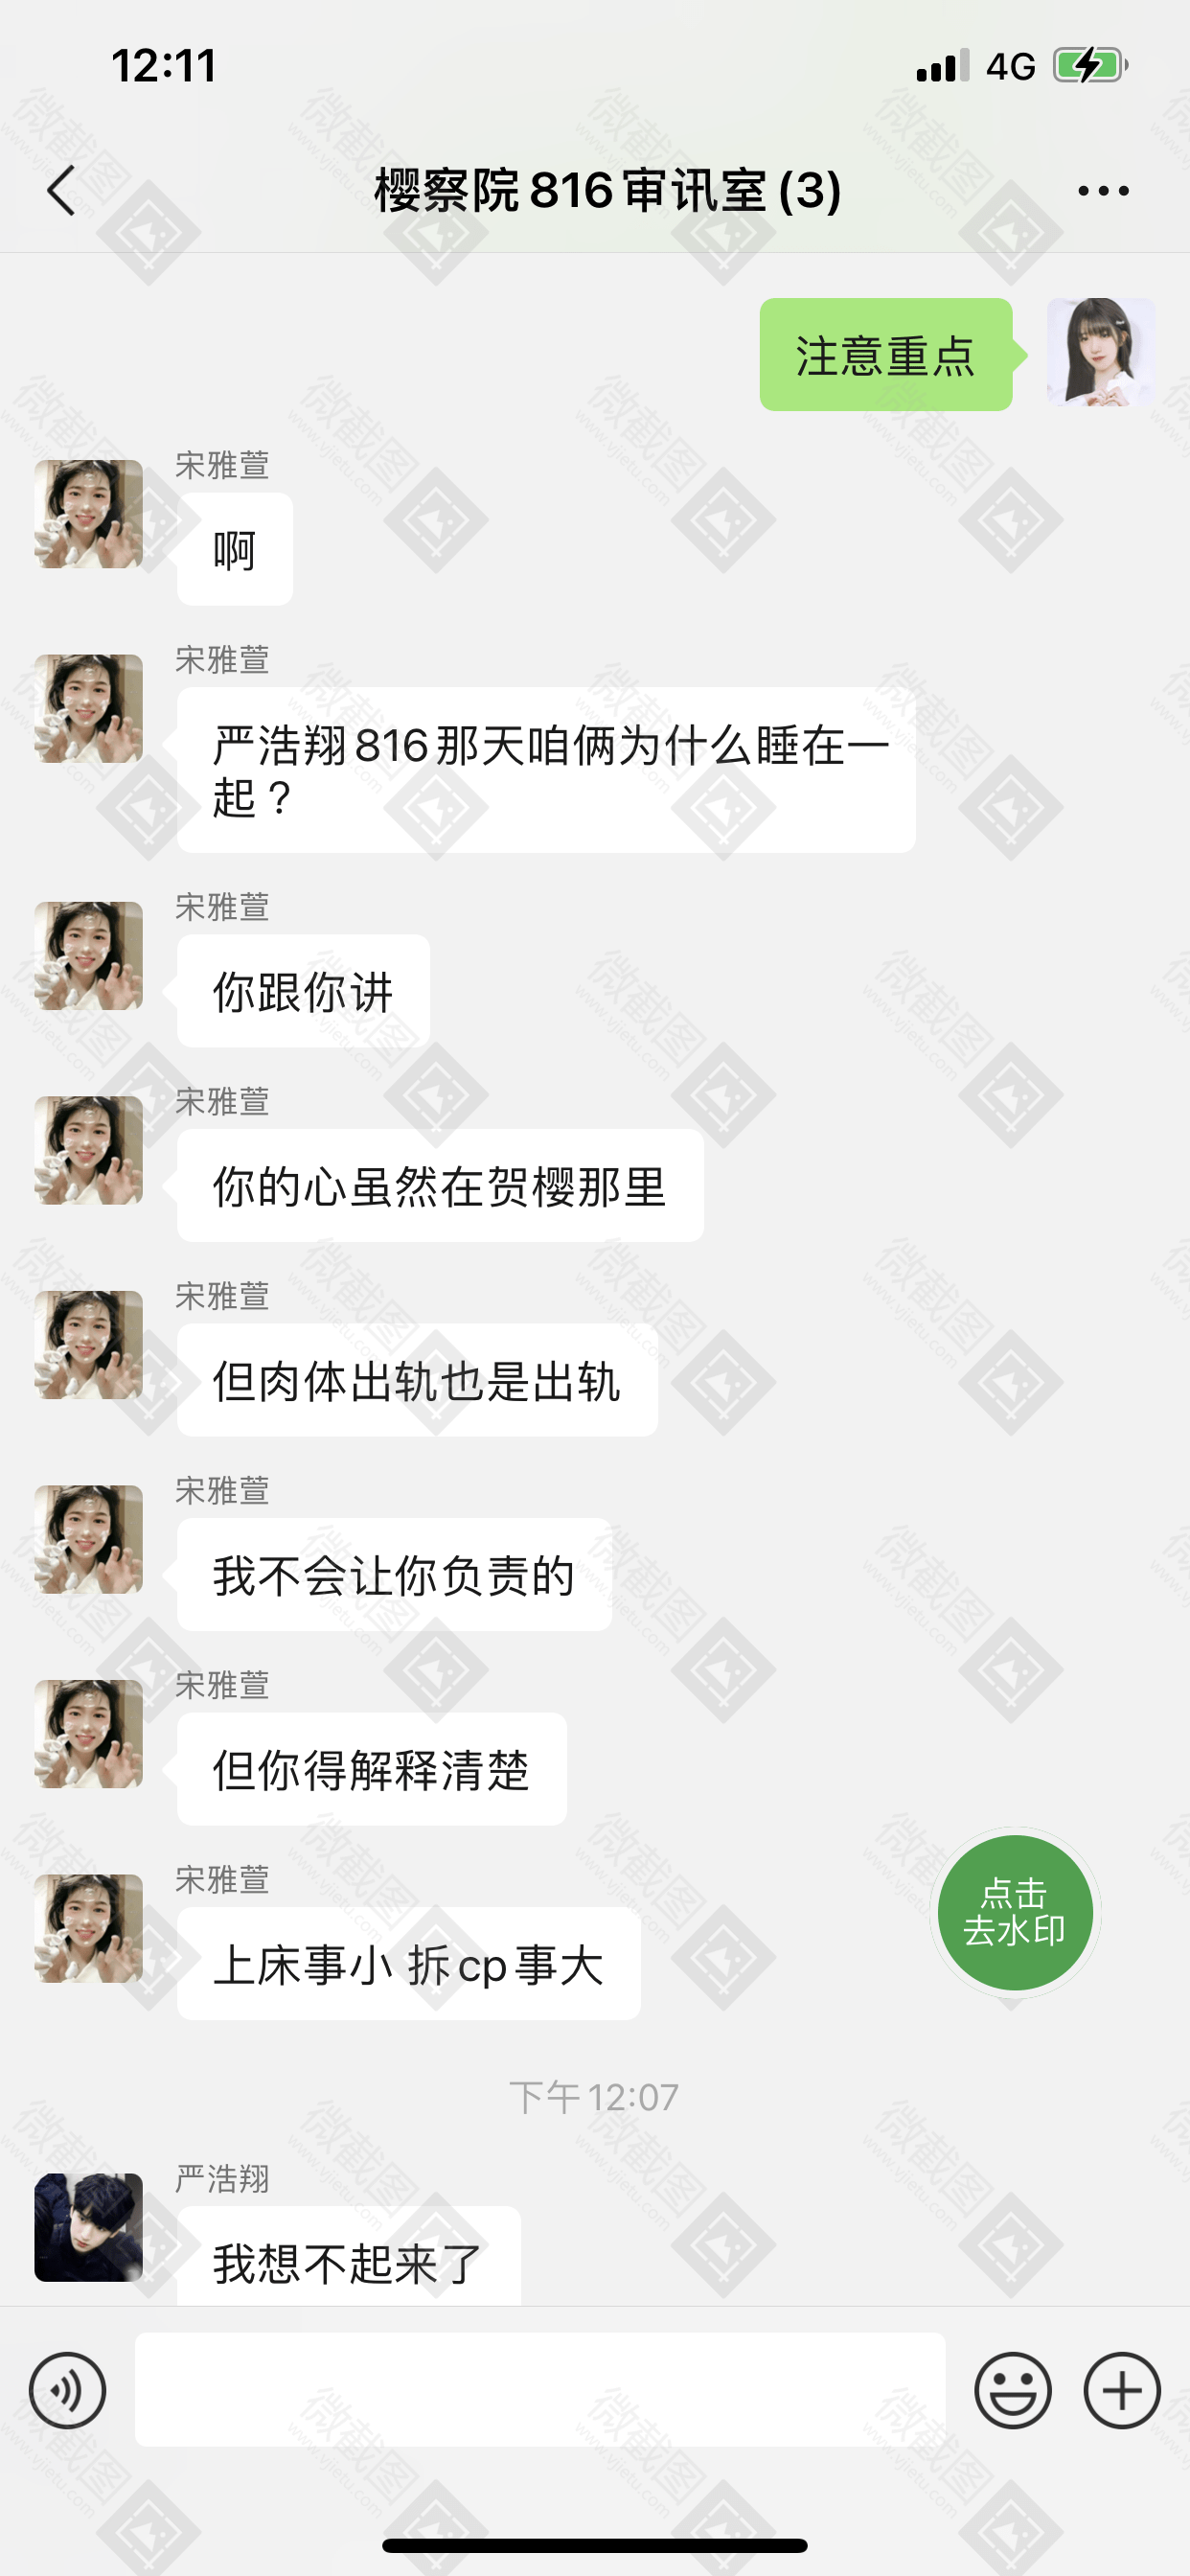 12:11
4G
樱察院816审讯室(3)
注意重点
宋雅萱
啊
宋雅萱
严浩翔816那天咱俩为什么睡在一
起？
宋雅萱
你跟你讲
宋雅萱
你的心虽然在贺樱那里
宋雅萱
但肉体出轨也是出轨
宋雅萱
我不会让你负责的
宋雅萱
但你得解释清楚
宋雅萱
上床事小 拆cp事大
点击
去水印
下午12:07
严浩翔
我想不起来了
微截图
www.vjietu.com